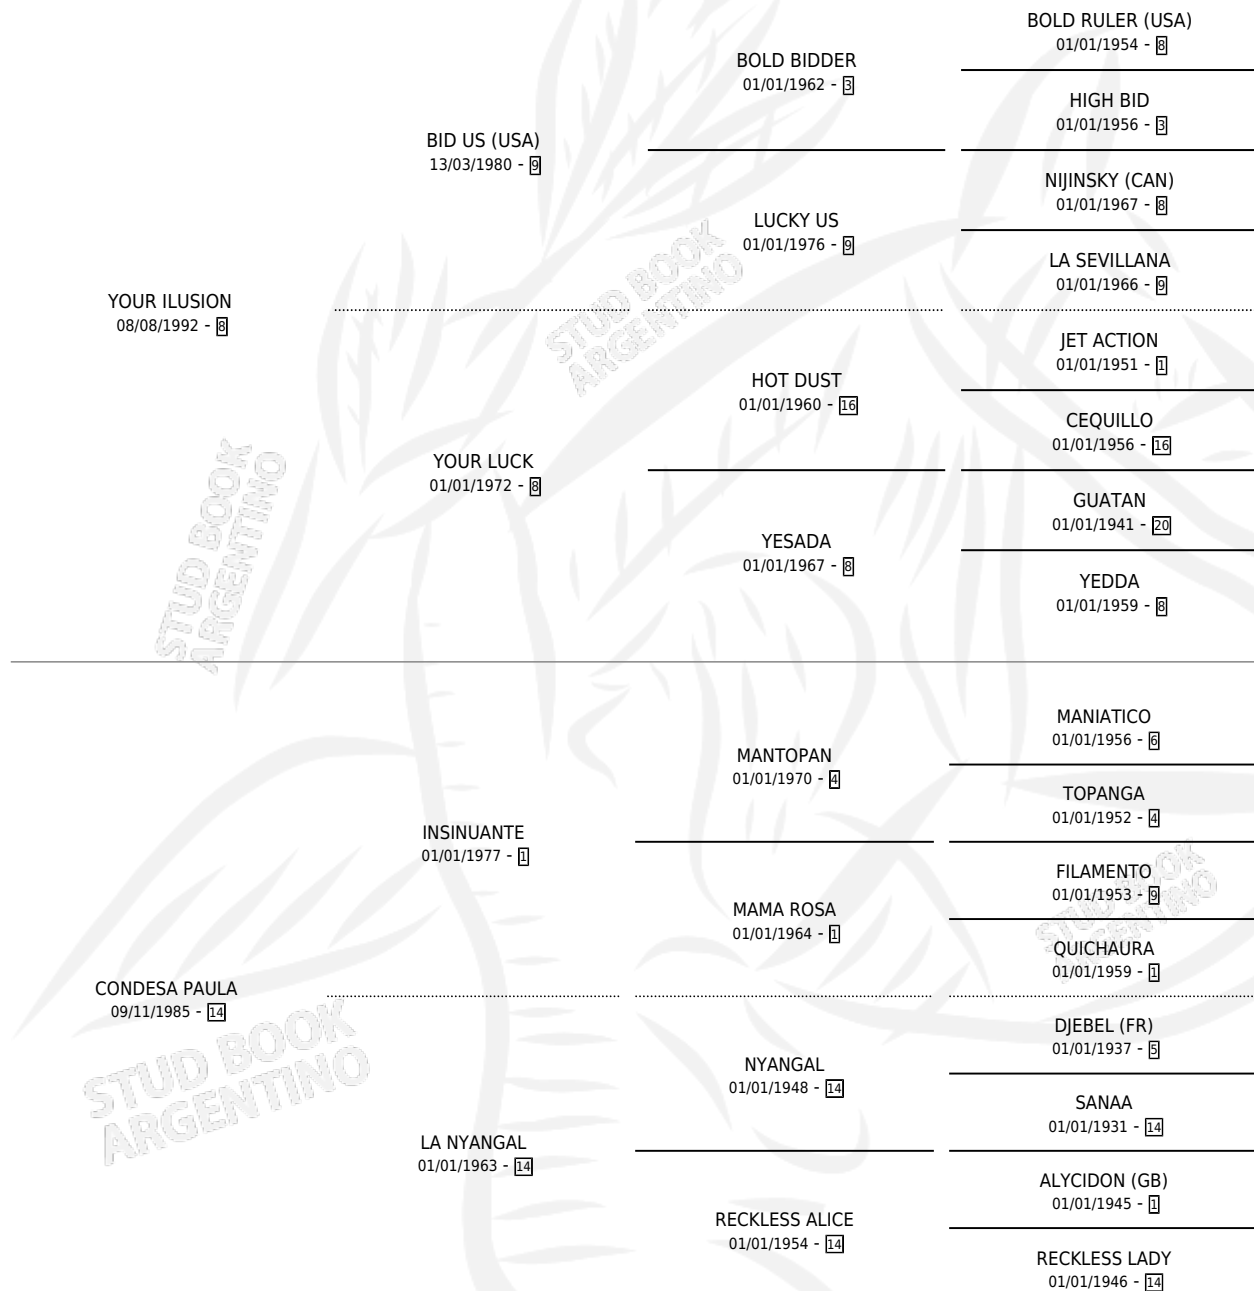 BOLD RULER (USA)
01/01/1954 - 8
BOLD BIDDER
01/01/1962 - 3
HIGH BID
01/01/1956 - 3
BID US (USA)
13/03/1980 - 9
NIJINSKY (CAN)
01/01/1967 - 8
LUCKY US
01/01/1976 - 9
LA SEVILLANA
01/01/1966 - 9
YOUR ILUSION
08/08/1992 - 8
STUD BOOK
ARGENTINO
JET ACTION
01/01/1951 - 1
HOT DUST
01/01/1960 - 16
CEQUILLO
01/01/1956 - 16
YOUR LUCK
01/01/1972 - 8
GUATAN
01/01/1941 - 20
YESADA
01/01/1967 - 8
YEDDA
01/01/1959 - 8
STUD BOOK
ARGENTINO
MANIATICO
01/01/1956 - 6
MANTOPAN
01/01/1970 - 4
TOPANGA
01/01/1952 - 4
INSINUANTE
01/01/1977 - 1
FILAMENTO
01/01/1953 - 9
MAMA ROSA
01/01/1964 - 1
STUD BOOK
ARGENTINO
QUICHAURA
01/01/1959 - 1
CONDESA PAULA
09/11/1985 - 14
DJEBEL (FR)
01/01/1937 - 5
NYANGAL
01/01/1948 - 14
SANAA
01/01/1931 - 14
STUD BOOK
ARGENTINO
LA NYANGAL
01/01/1963 - 14
ALYCIDON (GB)
01/01/1945 - 1
RECKLESS ALICE
01/01/1954 - 14
RECKLESS LADY
01/01/1946 - 14